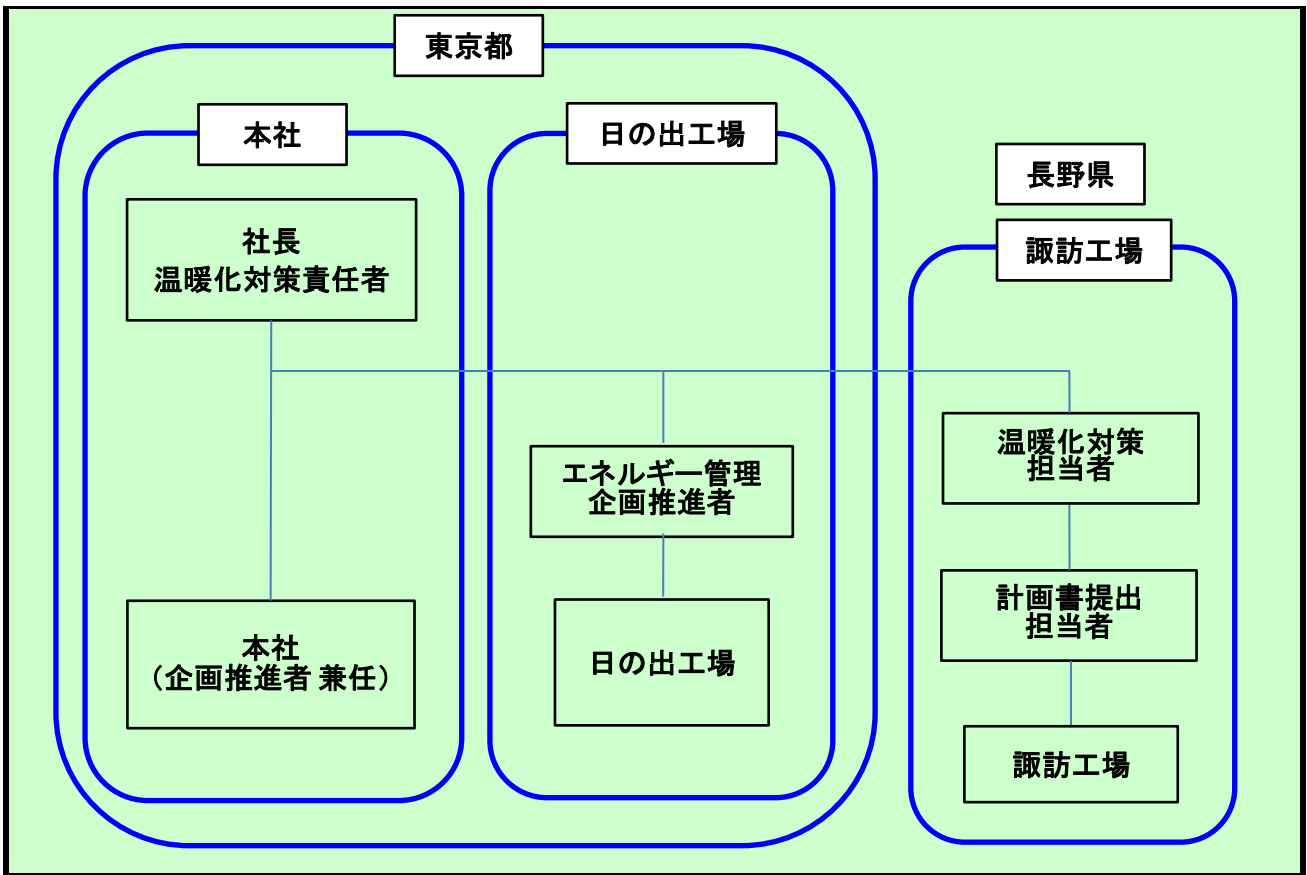 東京都
本社
社長
温暖化対策責任者
本社
（企画推進者 兼任）
日の出工場
エネルギー管理
企画推進者
日の出工場
長野県
諏訪工場
温暖化対策
担当者
計画書提出
担当者
諏訪工場